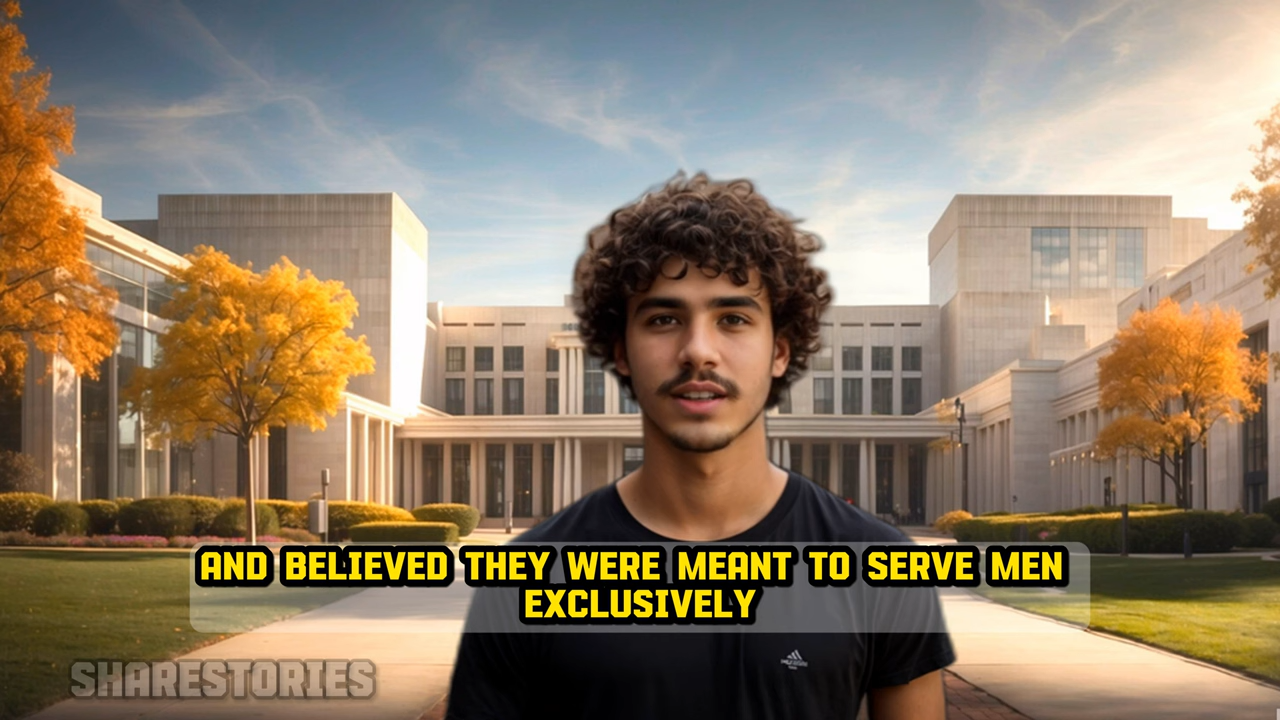 AND BELIEVED THEY WERE MEANT TO SERVE MEN
EXCLUSIVELY
SHARESTORIES